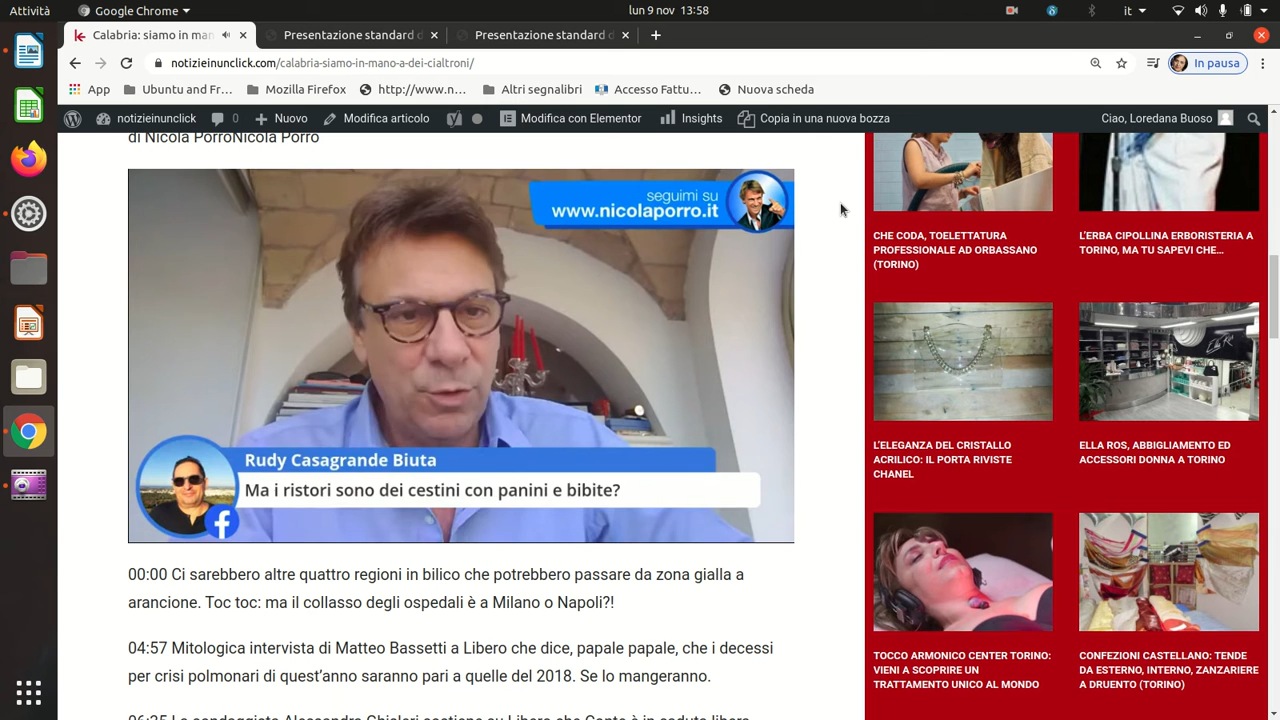 Attività
Google Chrome
lun 9 nov 13:58
it
Calabria: siamo in man
Presentazione standard d
Presentazione standard d
notizieinunclick.com/calabria-siamo-in-mano-a-dei-cialtroni/
In pausa
App
Ubuntu and Fr...
Mozilla Firefox
http://www.n...
Altri segnalibri
Accesso Fattu...
Nuova scheda
notizieinunclick
0
Nuovo
Modifica articolo
Modifica con Elementor
Insights
Copia in una nuova bozza
Ciao, Loredana Buoso
di Nicola PorroNicola Porro
seguimi su
www.nicolaporro.it
Rudy Casagrande Biuta
Ma i ristori sono dei cestini con panini e bibite?
00:00 Ci sarebbero altre quattro regioni in bilico che potrebbero passare da zona gialla a
arancione. Toc toc: ma il collasso degli ospedali è a Milano o Napoli?!
04:57 Mitologica intervista di Matteo Bassetti a Libero che dice, papale papale, che i decessi
per crisi polmonari di quest'anno saranno pari a quelle del 2018. Se lo mangeranno.
CHE CODA, TOELETTATURA
PROFESSIONALE AD ORBASSANO
(TORINO)
L'ERBA CIPOLLINA ERBORISTERIA A
TORINO, MA TU SAPEVI CHE...
L'ELEGANZA DEL CRISTALLO
ACRILICO: IL PORTA RIVISTE
CHANEL
Ella Ros
ELLA ROS, ABBIGLIAMENTO ED
ACCESSORI DONNA A TORINO
TOCCO ARMONICO CENTER TORINO:
VIENI A SCOPRIRE UN
TRATTAMENTO UNICO AL MONDO
CONFEZIONI CASTELLANO: TENDE
DA ESTERNO, INTERNO, ZANZARIERE
A DRUENTO (TORINO)